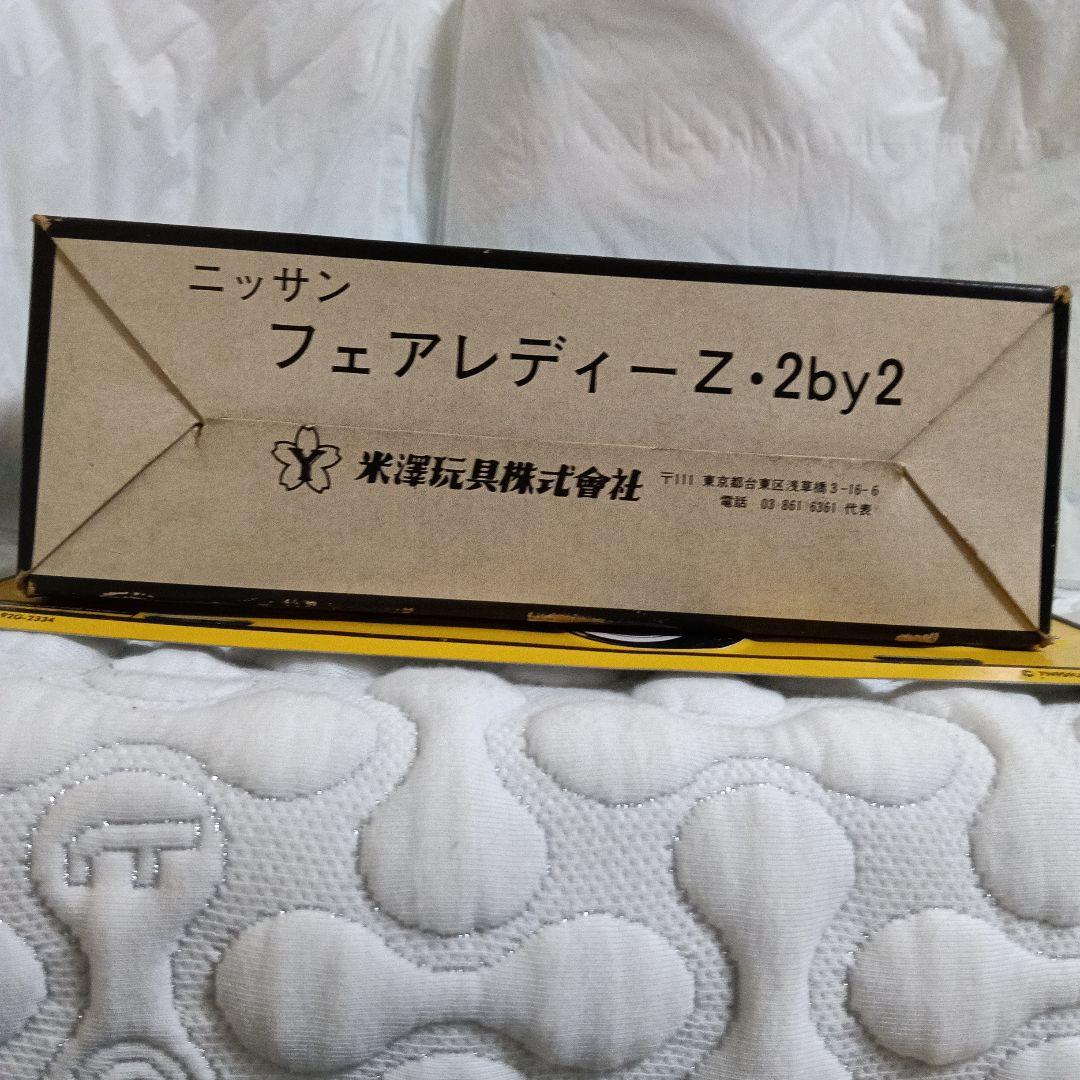 ニッサン
フェアレディーZ・2by2
Y 米澤玩具株式會社
〒111 東京都台東区浅草橋3-16-6
電話 03 861 6361 代表
92G-2334